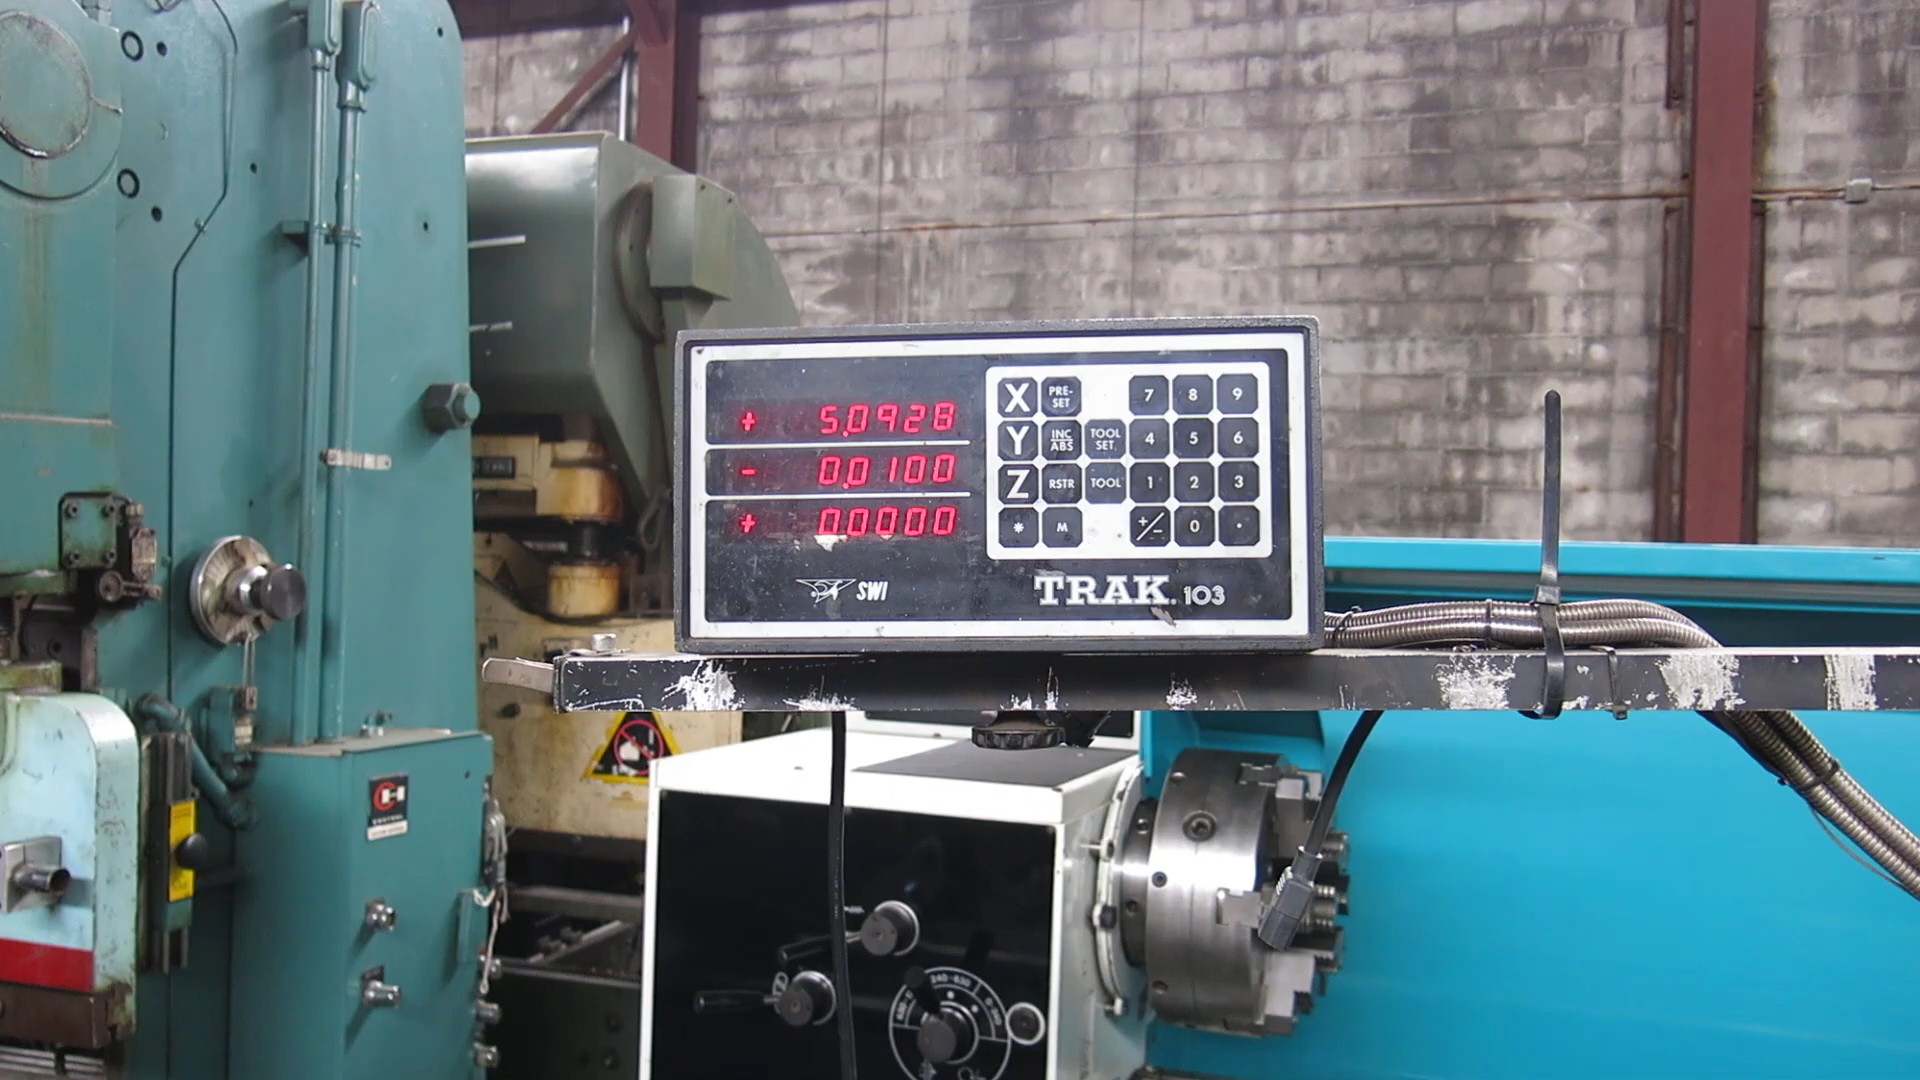 + 5.0928
- 0.0100
+ 0.0000
X PRE-SET 7 8 9
Y INC ABS TOOL SET 4 5 6
Z RSTR TOOL 1 2 3
* M +/- 0 .
SWI
TRAK 103
CH